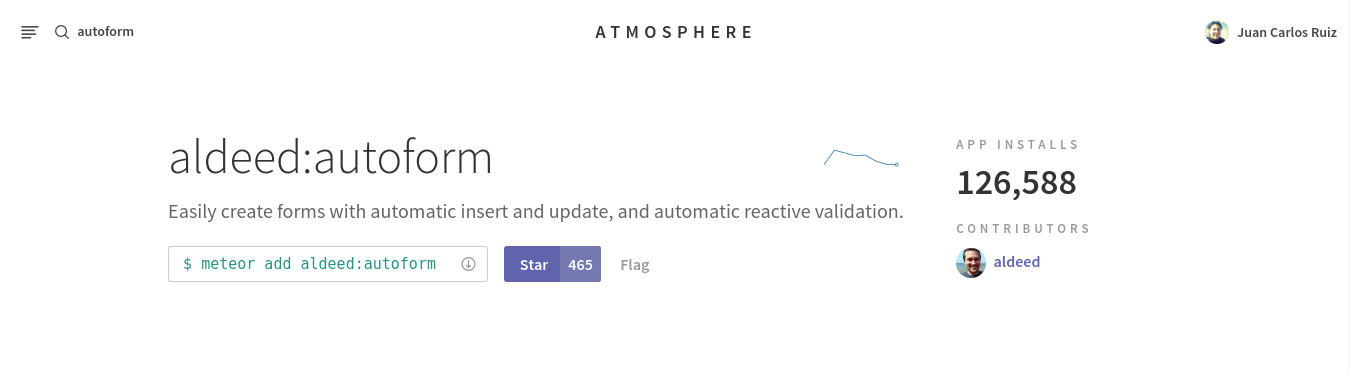 autoform
ATMOSPHERE
Juan Carlos Ruiz
aldeed:autoform
Easily create forms with automatic insert and update, and automatic reactive validation.
$ meteor add aldeed:autoform
Star 465 Flag
APP INSTALLS
126,588
CONTRIBUTORS
aldeed